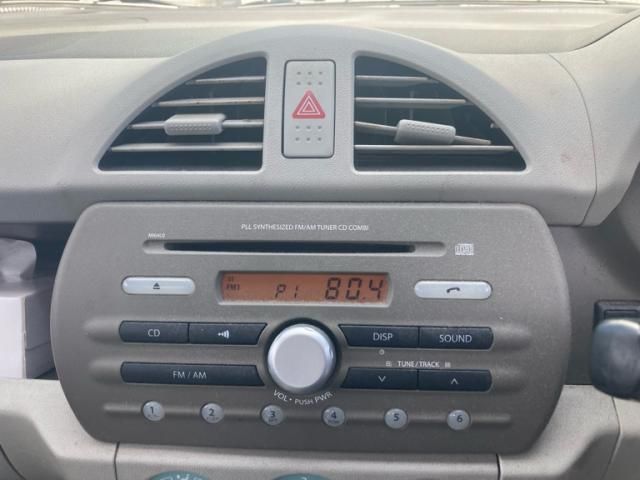 PLL SYNTHESIZED FM/AM TUNER CD COMBI
FM1 P1 80.4
CD DISP SOUND
FM / AM TUNE/TRACK
VOL • PUSH PWR
1 2 3 4 5 6